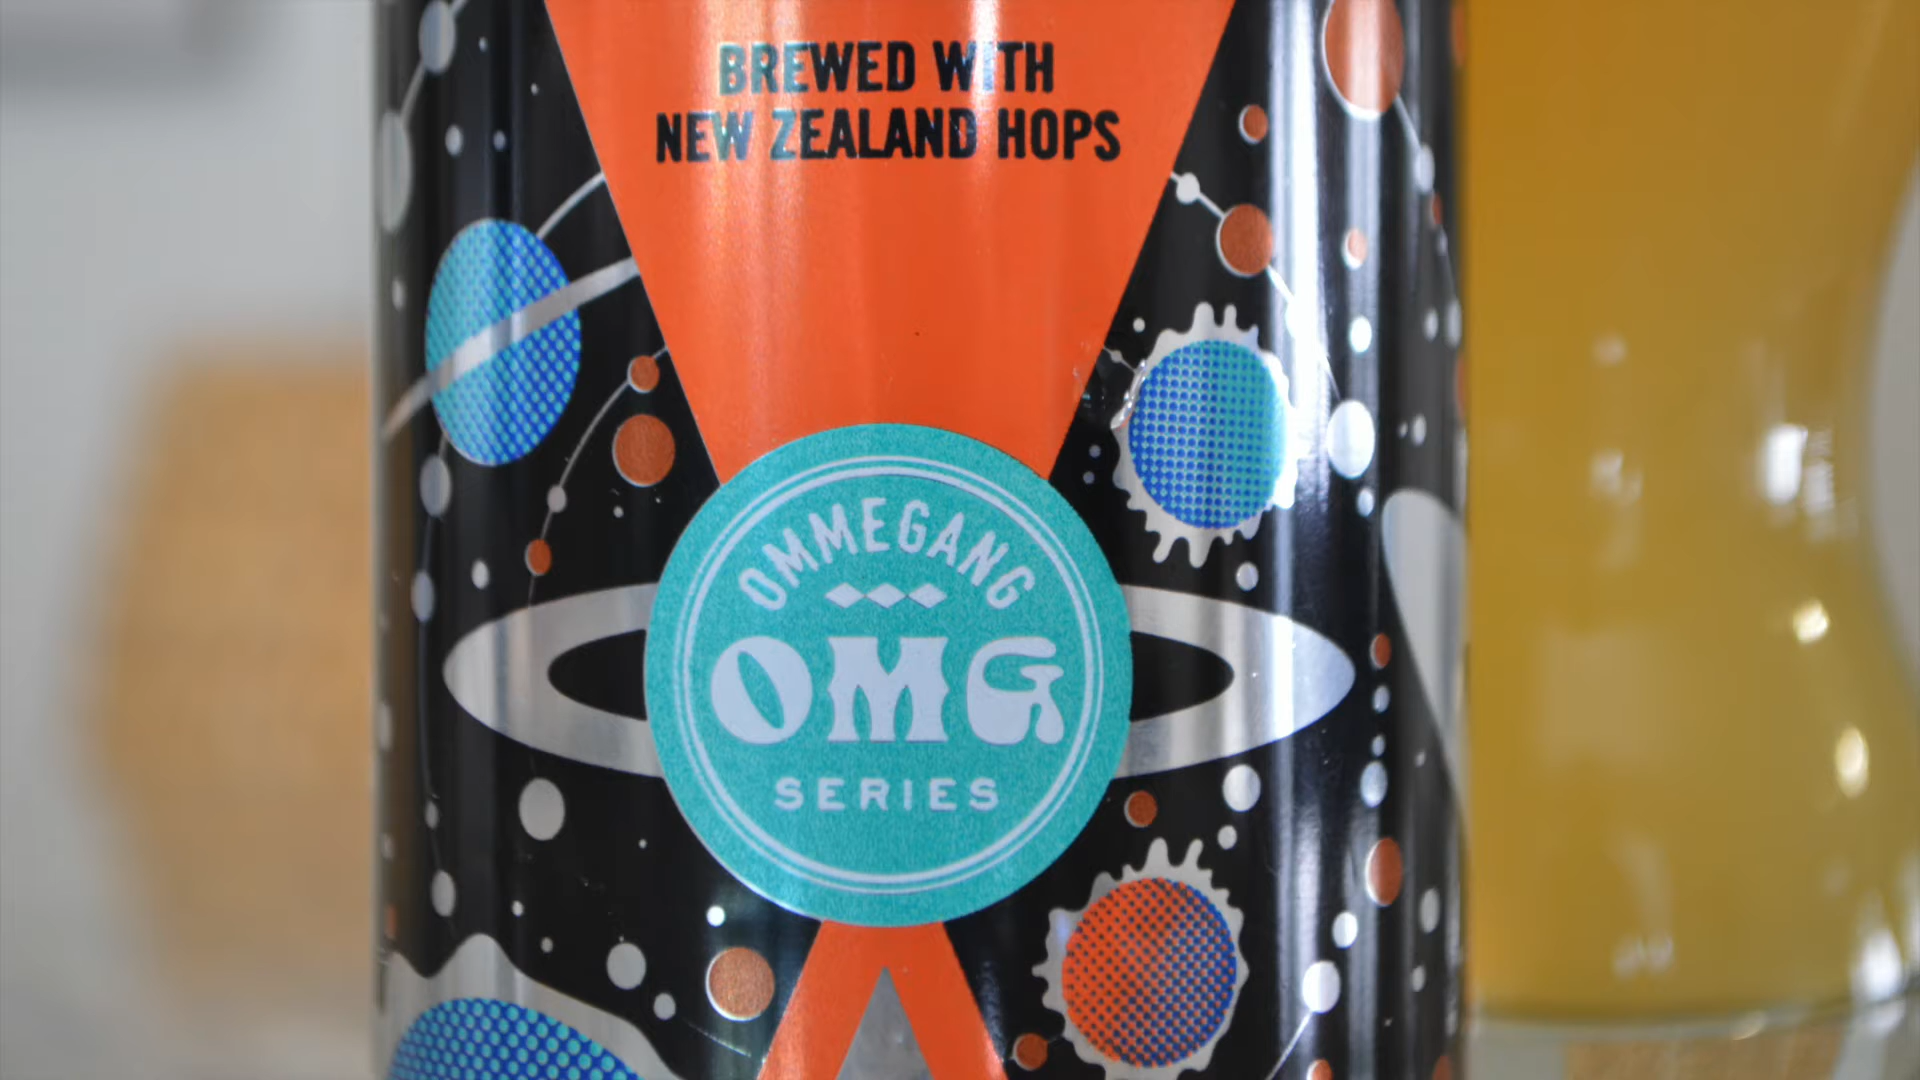 BREWED WITH
NEW ZEALAND HOPS
OMMEGANG
OMG
SERIES